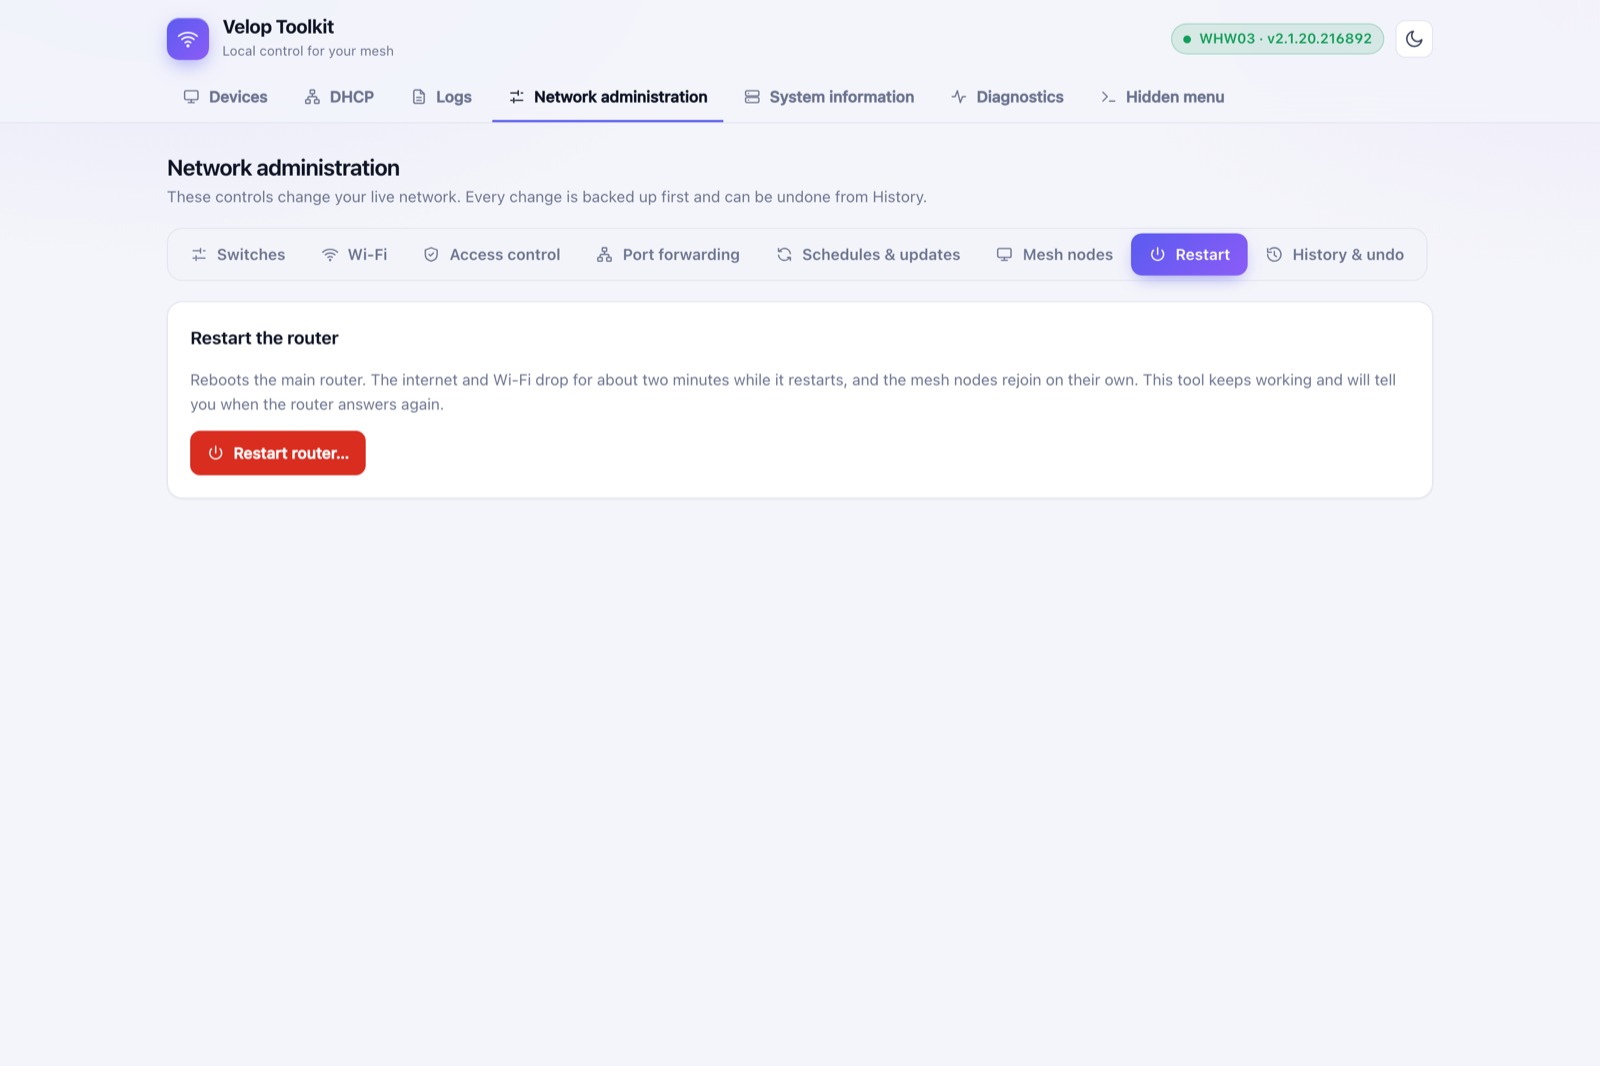 Velop Toolkit
Local control for your mesh
WHW03 · v2.1.20.216892
Devices
DHCP
Logs
Network administration
System information
Diagnostics
Hidden menu
Network administration
These controls change your live network. Every change is backed up first and can be undone from History.
Switches
Wi-Fi
Access control
Port forwarding
Schedules & updates
Mesh nodes
Restart
History & undo
Restart the router
Reboots the main router. The internet and Wi-Fi drop for about two minutes while it restarts, and the mesh nodes rejoin on their own. This tool keeps working and will tell
you when the router answers again.
Restart router...